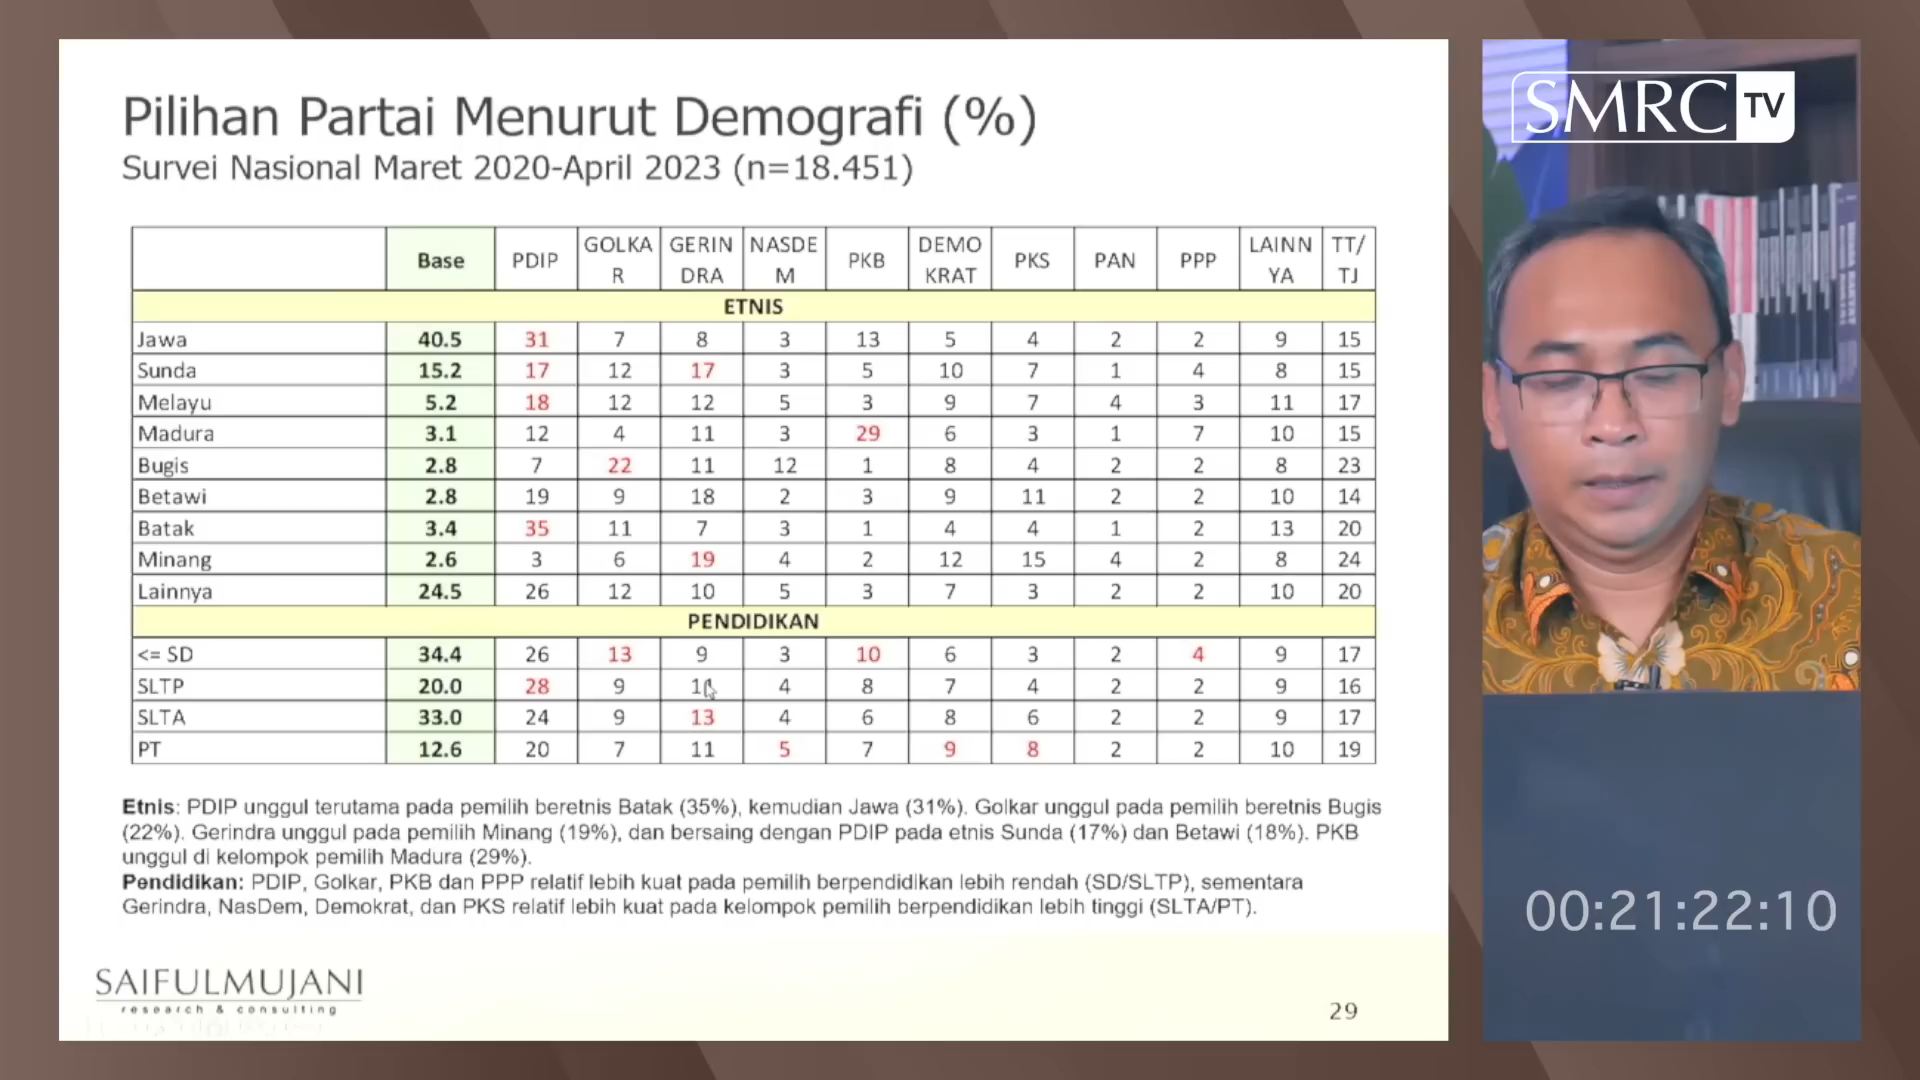 Pilihan Partai Menurut Demografi (%)
Survei Nasional Maret 2020-April 2023 (n=18.451)
Base PDIP GOLKA R GERIN DRA NASDE M PKB DEMO KRAT PKS PAN PPP LAINN YA TT/ TJ
ETNIS
Jawa 40.5 31 7 8 3 13 5 4 2 2 9 15
Sunda 15.2 17 12 17 3 5 10 7 1 4 8 15
Melayu 5.2 18 12 12 5 3 9 7 4 3 11 17
Madura 3.1 12 4 11 3 29 6 3 1 7 10 15
Bugis 2.8 7 22 11 12 1 8 4 2 2 8 23
Betawi 2.8 19 9 18 2 3 9 11 2 2 10 14
Batak 3.4 35 11 7 3 1 4 4 1 2 13 20
Minang 2.6 3 6 19 4 2 12 15 4 2 8 24
Lainnya 24.5 26 12 10 5 3 7 3 2 2 10 20
PENDIDIKAN
<= SD 34.4 26 13 9 3 10 6 3 2 4 9 17
SLTP 20.0 28 9 4 8 7 4 2 2 9 16
SLTA 33.0 24 9 13 4 6 8 6 2 2 9 17
PT 12.6 20 7 11 5 7 9 8 2 2 10 19
Etnis: PDIP unggul terutama pada pemilih beretnis Batak (35%), kemudian Jawa (31%). Golkar unggul pada pemilih beretnis Bugis
(22%). Gerindra unggul pada pemilih Minang (19%), dan bersaing dengan PDIP pada etnis Sunda (17%) dan Betawi (18%). PKB
unggul di kelompok pemilih Madura (29%).
Pendidikan: PDIP, Golkar, PKB dan PPP relatif lebih kuat pada pemilih berpendidikan lebih rendah (SD/SLTP), sementara
Gerindra, NasDem, Demokrat, dan PKS relatif lebih kuat pada kelompok pemilih berpendidikan lebih tinggi (SLTA/PT).
SAIFULMUJANI
research & consulting
29
SMRC TV
00:21:22:10